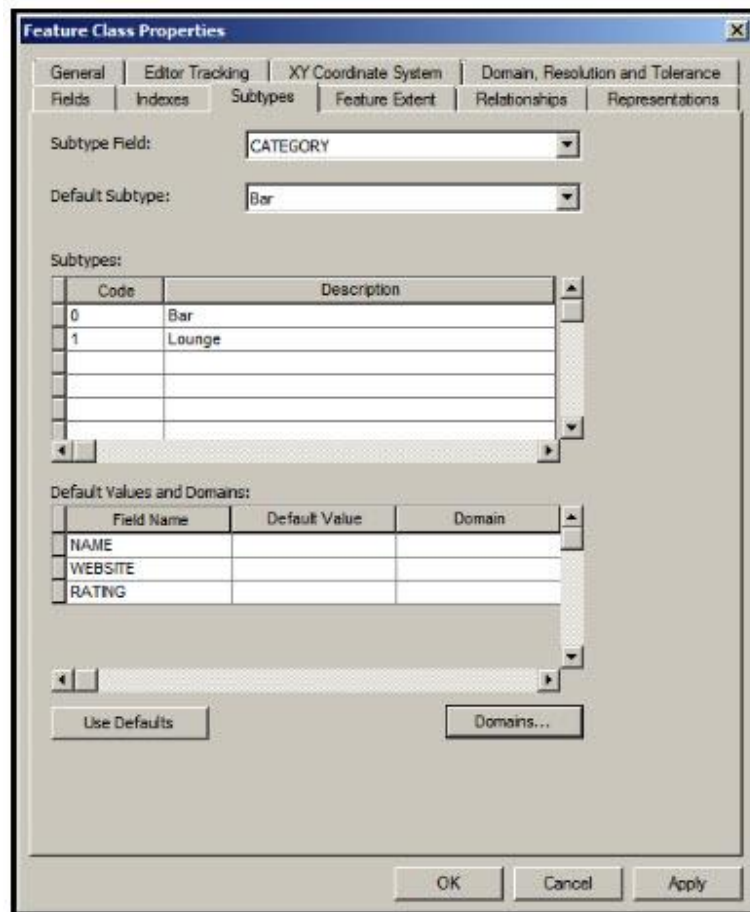 Feature Class Properties
General Editor Tracking XY Coordinate System Domain, Resolution and Tolerance
Fields Indexes Subtypes Feature Extent Relationships Representations
Subtype Field: CATEGORY
Default Subtype: Bar
Subtypes:
Code Description
0 Bar
1 Lounge
Default Values and Domains:
Field Name Default Value Domain
NAME
WEBSITE
RATING
Use Defaults Domains...
OK Cancel Apply